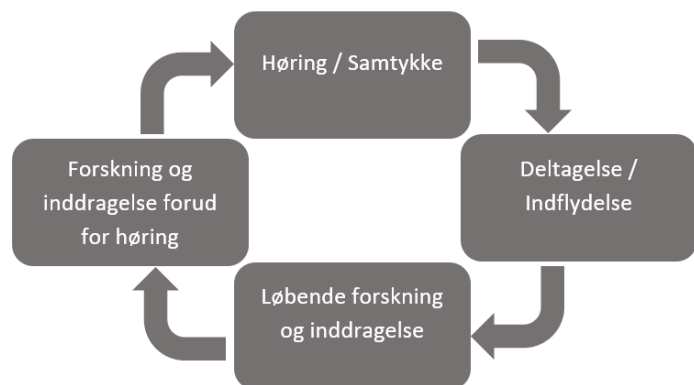 Høring / Samtykke
Deltagelse /
Indflydelse
Løbende forskning
og inddragelse
Forskning og
inddragelse forud
for høring